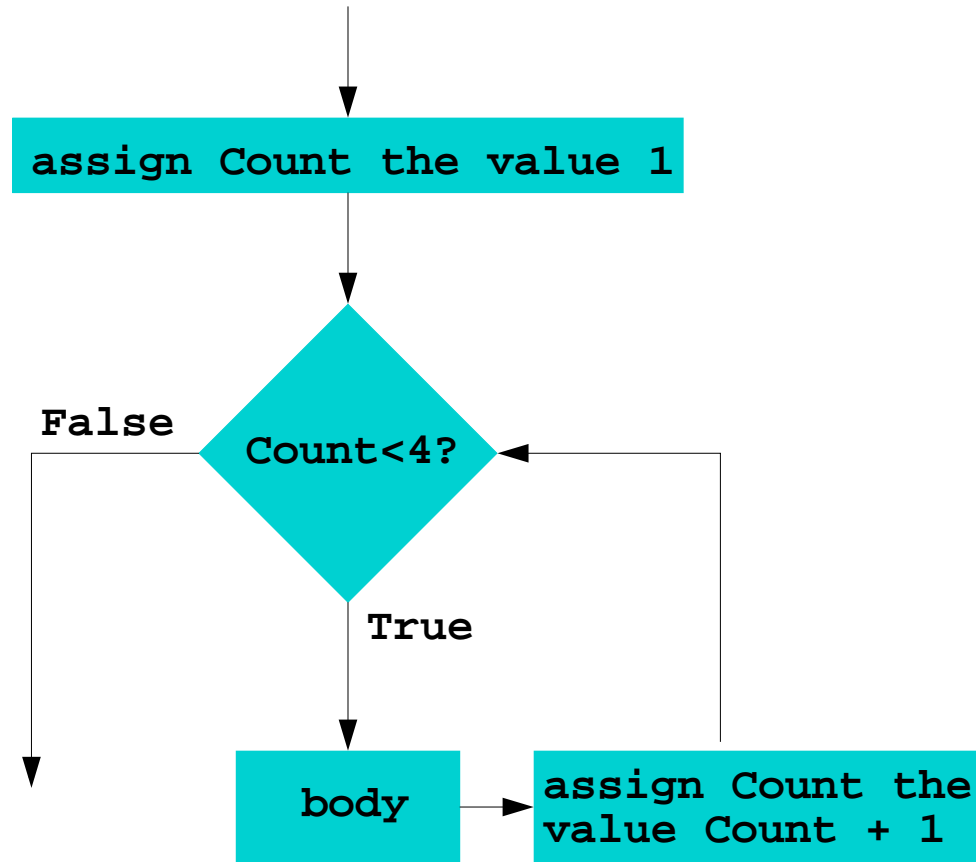 assign Count the value 1
False
Count<4?
True
body
assign Count the
value Count + 1